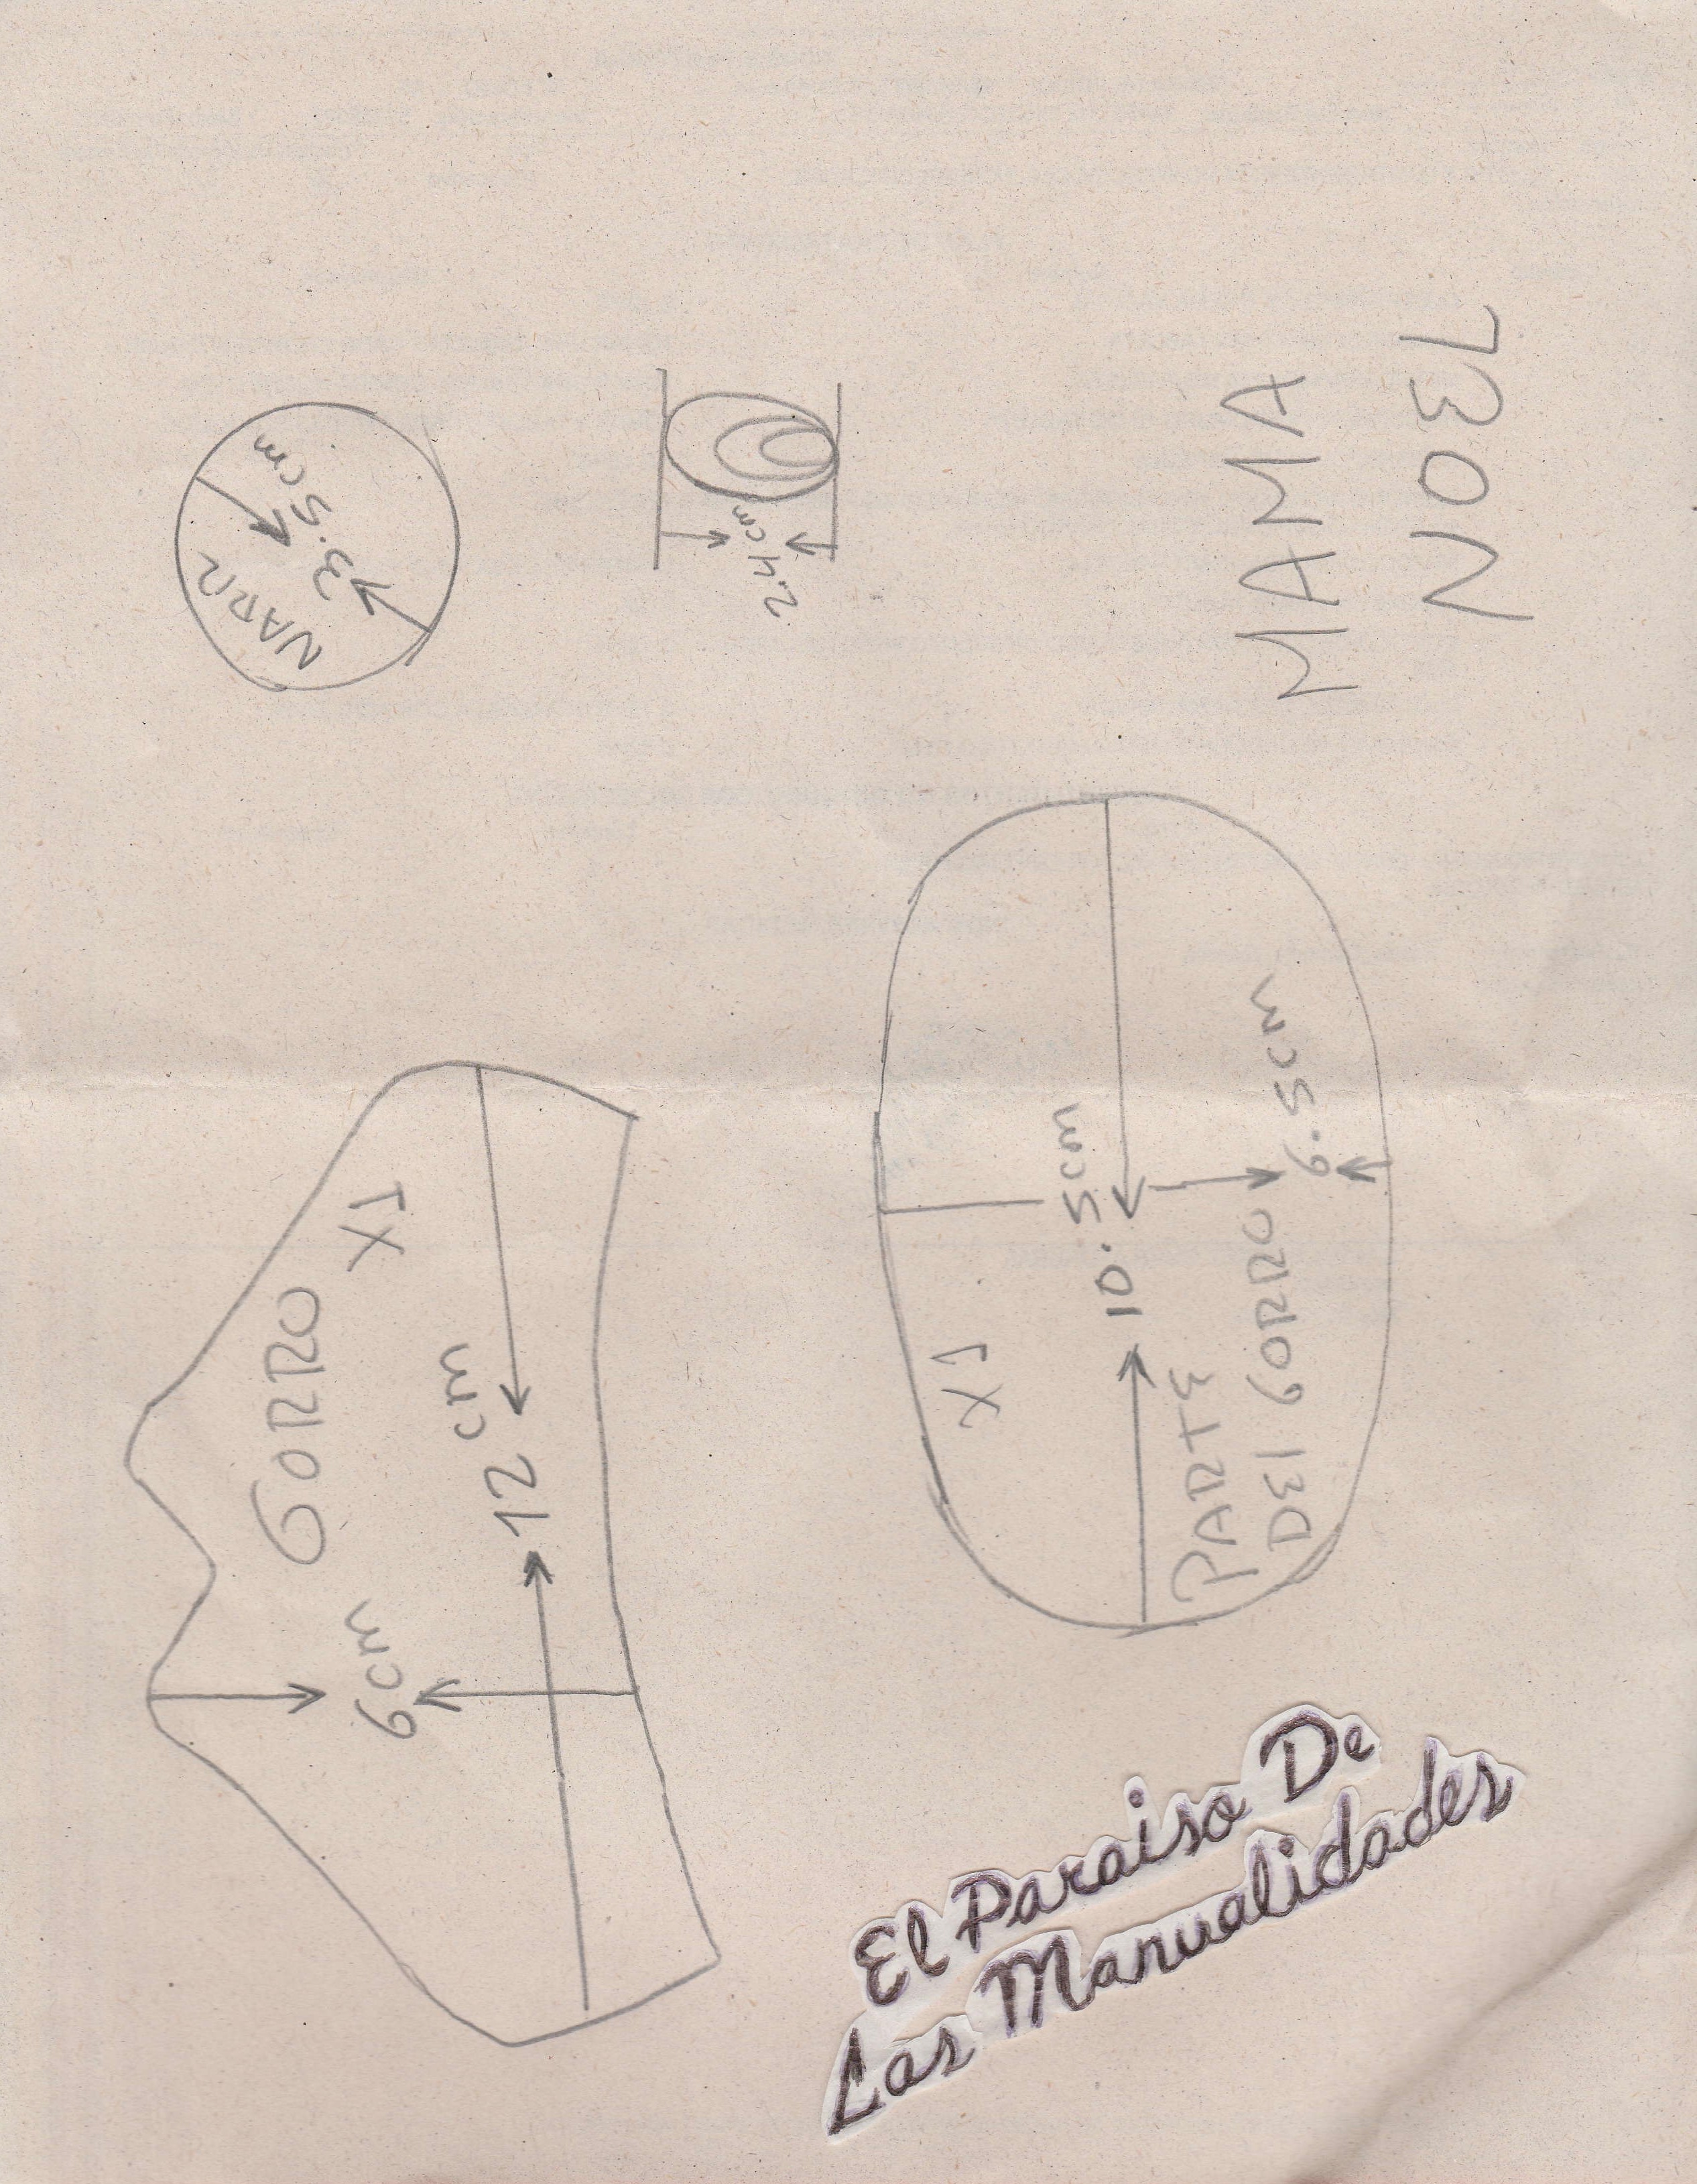 MAMA
NOEL
NARIZ
3.5cm
2.4cm
GORRO
X1
12 cm
6cm
X1
10.5cm
PARTE
DEL GORRO
6.5cm
El Paraiso De
Las Manualidades